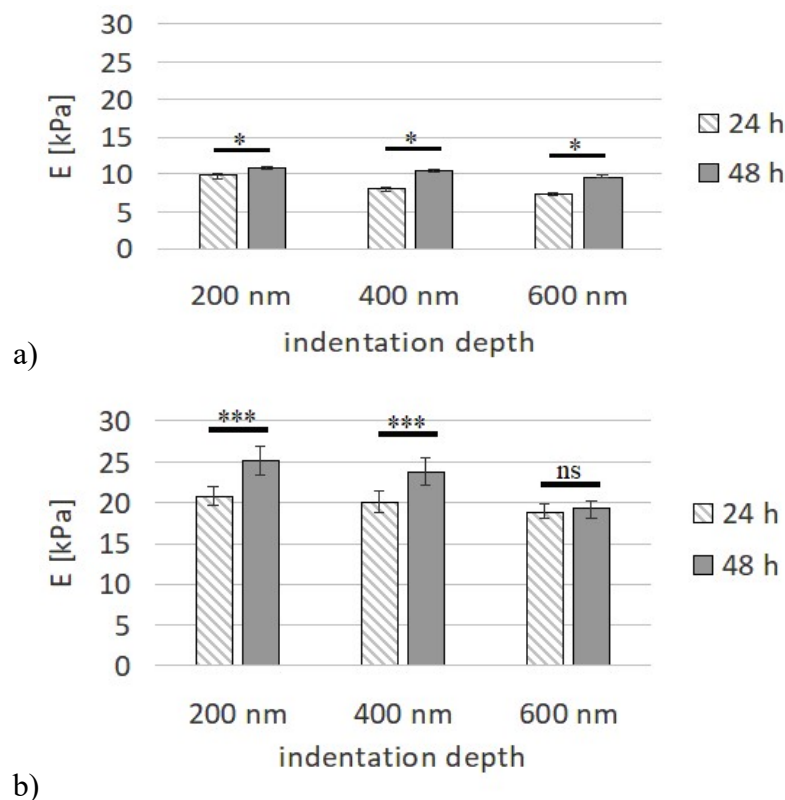 30
25
20
15
10
5
0
E [kPa]
* * *
24 h
48 h
200 nm 400 nm 600 nm
indentation depth
a)
30
25
20
15
10
5
0
E [kPa]
*** *** ns
24 h
48 h
200 nm 400 nm 600 nm
indentation depth
b)